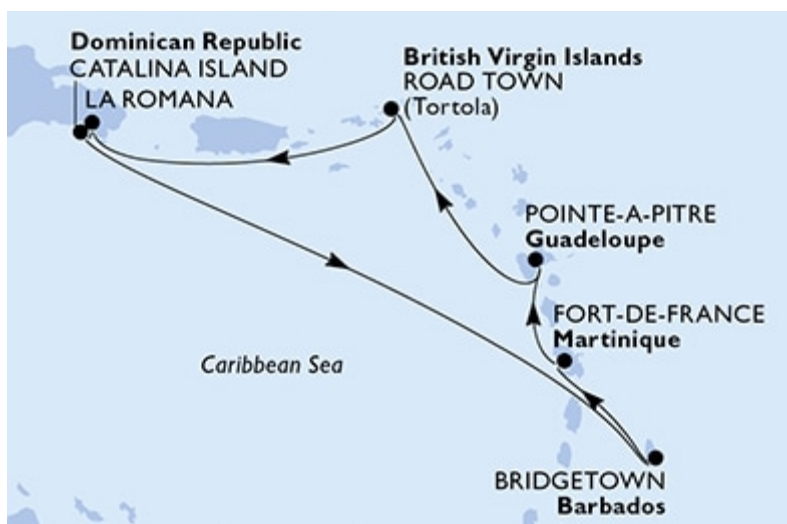 Dominican Republic
CATALINA ISLAND
LA ROMANA
British Virgin Islands
ROAD TOWN
(Tortola)
POINTE-A-PITRE
Guadeloupe
FORT-DE-FRANCE
Martinique
Caribbean Sea
BRIDGETOWN
Barbados